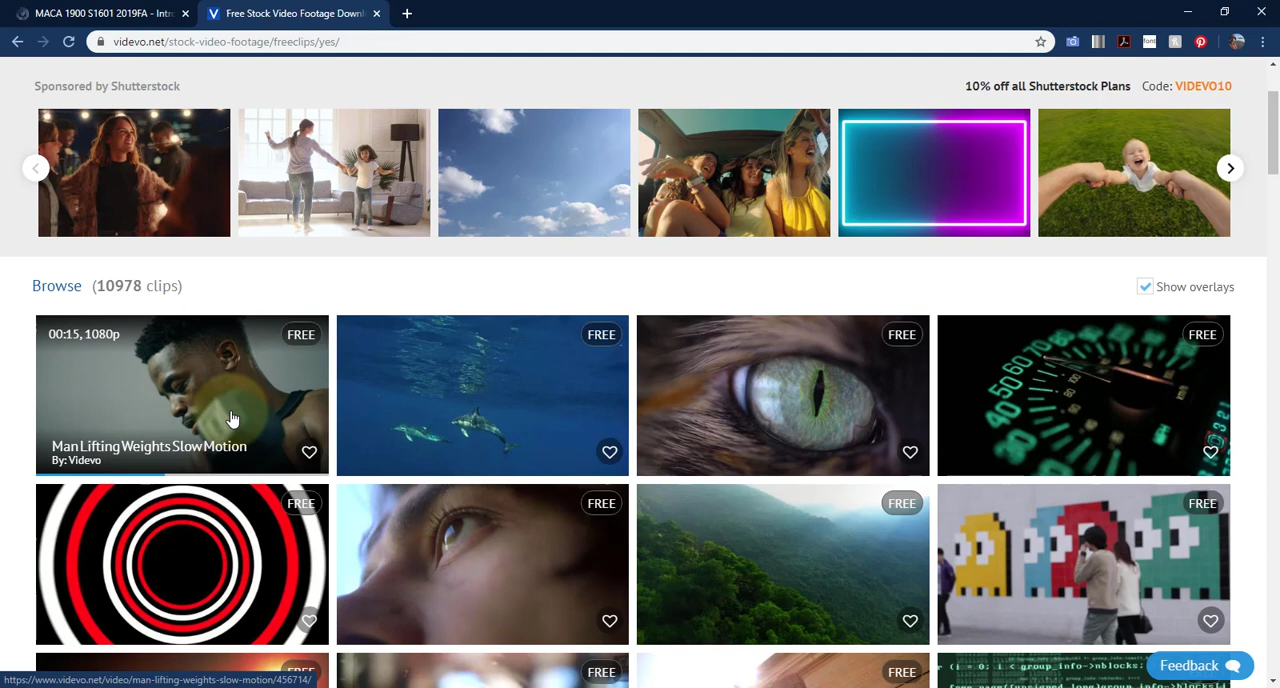 MACA 1900 S1601 2019FA - Intro
Free Stock Video Footage Downl
videvo.net/stock-video-footage/freeclips/yes/
Sponsored by Shutterstock
10% off all Shutterstock Plans Code: VIDEVO10
Browse (10978 clips)
Show overlays
00:15, 1080p
FREE
FREE
FREE
FREE
Man Lifting Weights Slow Motion
By: Videvo
FREE
FREE
FREE
FREE
FREE
FREE
FREE
Feedback
https://www.videvo.net/video/man-lifting-weights-slow-motion/456714/